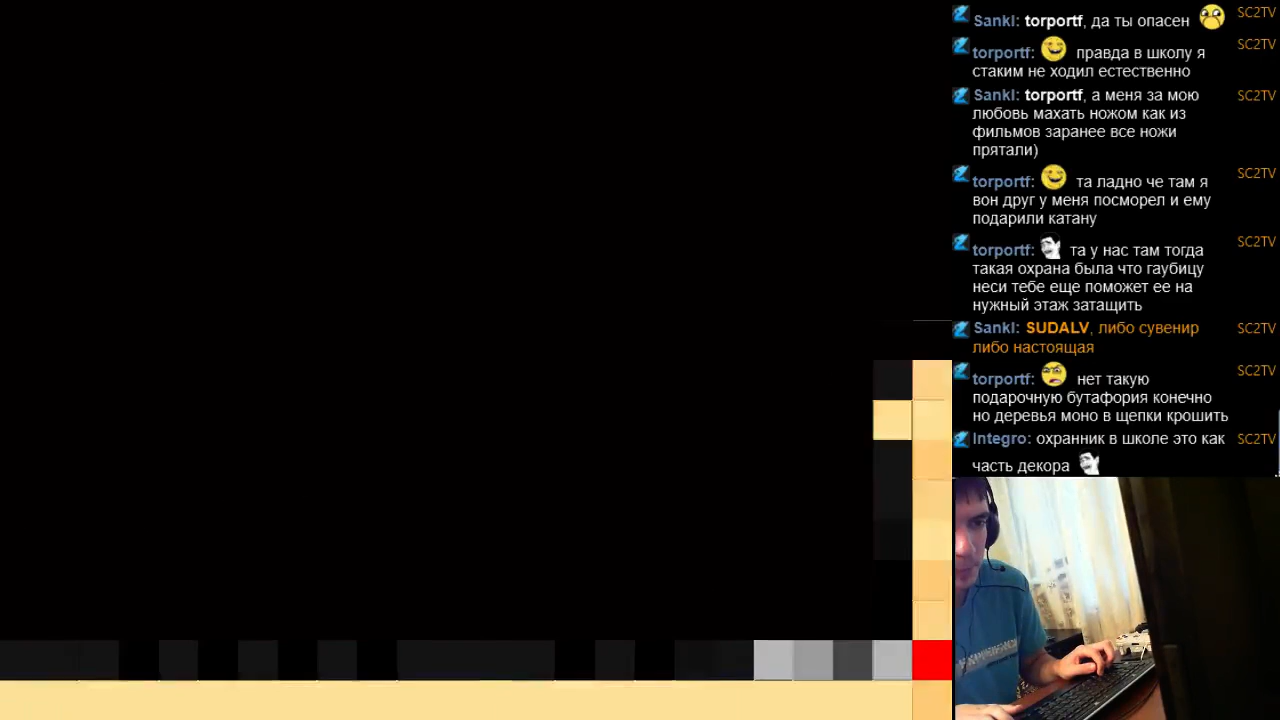 Sankl: torportf, да ты опасен SC2TV
torportf: правда в школу я SC2TV
стаким не ходил естественно
Sankl: torportf, а меня за мою SC2TV
любовь махать ножом как из
фильмов заранее все ножи
прятали)
torportf: та ладно че там я SC2TV
вон друг у меня посморел и ему
подарили катану
torportf: та у нас там тогда SC2TV
такая охрана была что гаубицу
неси тебе еще поможет ее на
нужный этаж затащить
Sankl: SUDALV, либо сувенир SC2TV
либо настоящая
torportf: нет такую SC2TV
подарочную бутафория конечно
но деревья моно в щепки крошить
Integro: охранник в школе это как SC2TV
часть декора